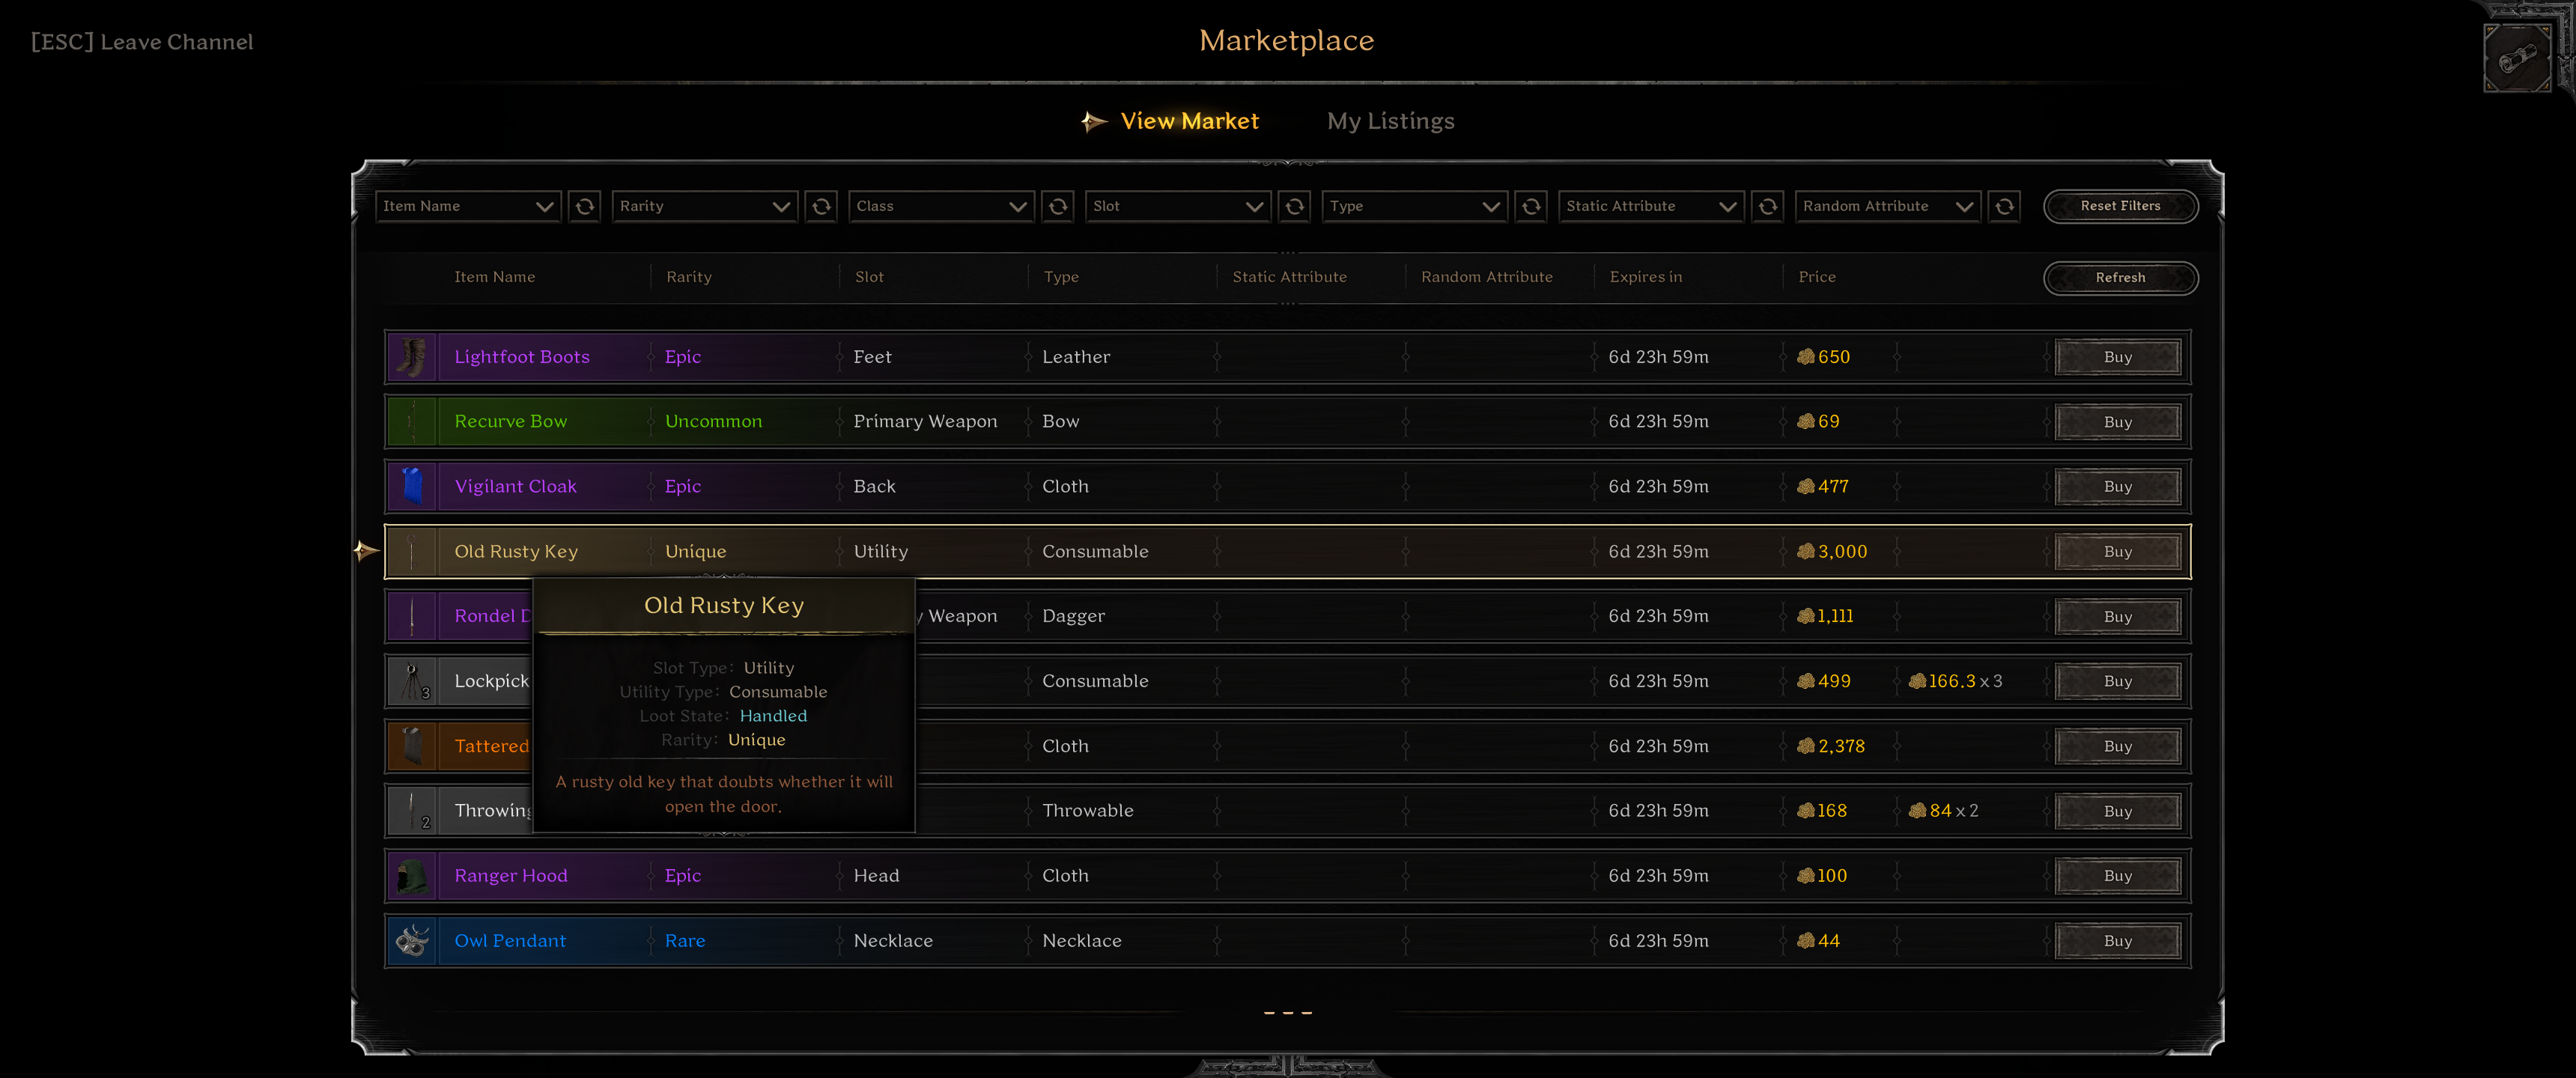 [ESC] Leave Channel
Marketplace
View Market My Listings
Item Name Rarity Class Slot Type Static Attribute Random Attribute Reset Filters
Item Name Rarity Slot Type Static Attribute Random Attribute Expires in Price Refresh
Lightfoot Boots Epic Feet Leather 6d 23h 59m 650 Buy
Recurve Bow Uncommon Primary Weapon Bow 6d 23h 59m 69 Buy
Vigilant Cloak Epic Back Cloth 6d 23h 59m 477 Buy
Old Rusty Key Unique Utility Consumable 6d 23h 59m 3,000 Buy
Rondel D y Weapon Dagger 6d 23h 59m 1,111 Buy
3 Lockpick Consumable 6d 23h 59m 499 166.3 x 3 Buy
Tattered Cloth 6d 23h 59m 2,378 Buy
2 Throwing Throwable 6d 23h 59m 168 84 x 2 Buy
Ranger Hood Epic Head Cloth 6d 23h 59m 100 Buy
Owl Pendant Rare Necklace Necklace 6d 23h 59m 44 Buy
Old Rusty Key
Slot Type: Utility
Utility Type: Consumable
Loot State: Handled
Rarity: Unique
A rusty old key that doubts whether it will
open the door.